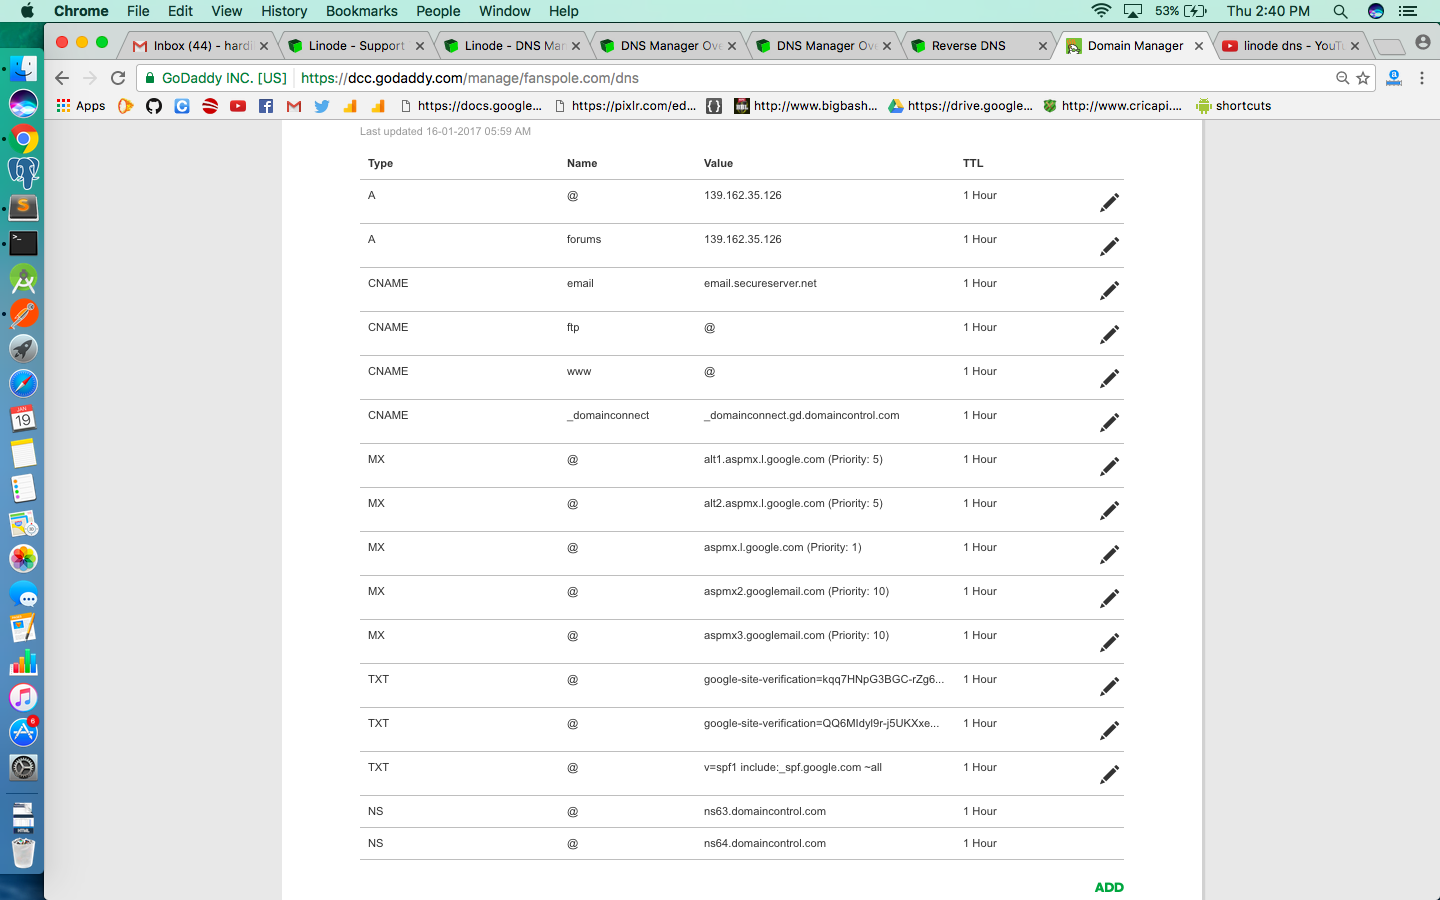 Chrome File Edit View History Bookmarks People Window Help 53% Thu 2:40 PM
Inbox (44) - hardi Linode - Support Linode - DNS Man DNS Manager Ove DNS Manager Ove Reverse DNS Domain Manager linode dns - YouTu
GoDaddy INC. [US] https://dcc.godaddy.com/manage/fanspole.com/dns
Apps https://docs.google... https://pixlr.com/ed... http://www.bigbash... https://drive.google... http://www.cricapi.... shortcuts
Last updated 16-01-2017 05:59 AM
Type Name Value TTL
A @ 139.162.35.126 1 Hour
A forums 139.162.35.126 1 Hour
CNAME email email.secureserver.net 1 Hour
CNAME ftp @ 1 Hour
CNAME www @ 1 Hour
CNAME _domainconnect _domainconnect.gd.domaincontrol.com 1 Hour
MX @ alt1.aspmx.l.google.com (Priority: 5) 1 Hour
MX @ alt2.aspmx.l.google.com (Priority: 5) 1 Hour
MX @ aspmx.l.google.com (Priority: 1) 1 Hour
MX @ aspmx2.googlemail.com (Priority: 10) 1 Hour
MX @ aspmx3.googlemail.com (Priority: 10) 1 Hour
TXT @ google-site-verification=kqq7HNpG3BGC-rZg6... 1 Hour
TXT @ google-site-verification=QQ6MIdyl9r-j5UKXxe... 1 Hour
TXT @ v=spf1 include:_spf.google.com ~all 1 Hour
NS @ ns63.domaincontrol.com 1 Hour
NS @ ns64.domaincontrol.com 1 Hour
ADD
JAN
19
6